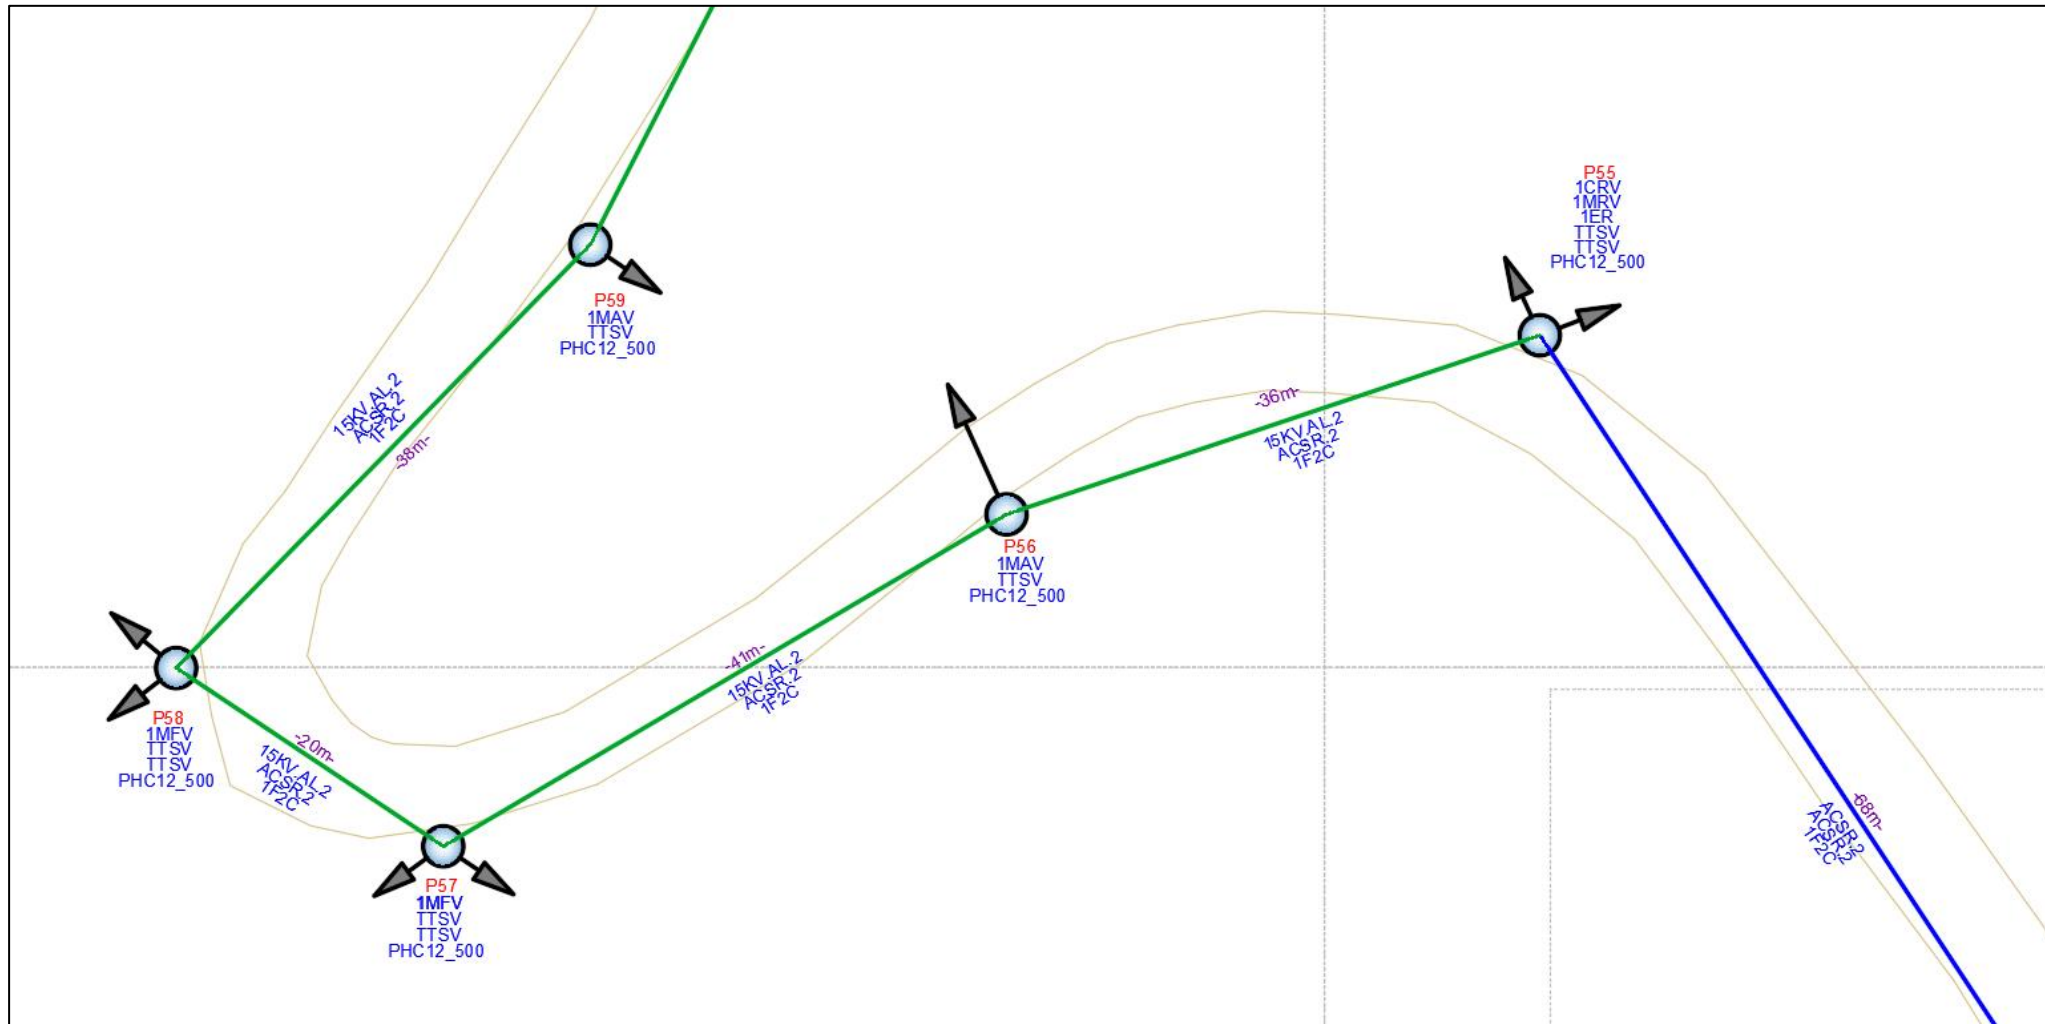 P55
1CRV
1MRV
1ER
TTSV
TTSV
PHC12_500
P59
1MAV
TTSV
PHC12_500
15KV.AL.2
ACSR.2
1F2C
-38m-
-36m-
15KV.AL.2
ACSR.2
1F2C
P56
1MAV
TTSV
PHC12_500
-41m-
15KV.AL.2
ACSR.2
1F2C
P58
1MFV
TTSV
TTSV
PHC12_500
-20m-
15KV.AL.2
ACSR.2
1F2C
P57
1MFV
TTSV
TTSV
PHC12_500
-68m-
ACSR.2
ACSR.2
1F2C